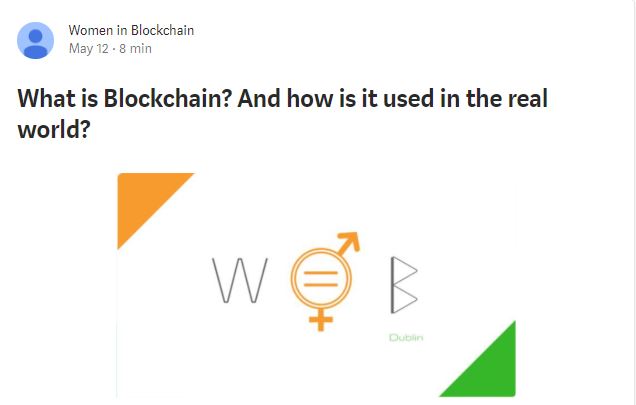 Women in Blockchain
May 12 · 8 min
What is Blockchain? And how is it used in the real
world?
W B
Dublin